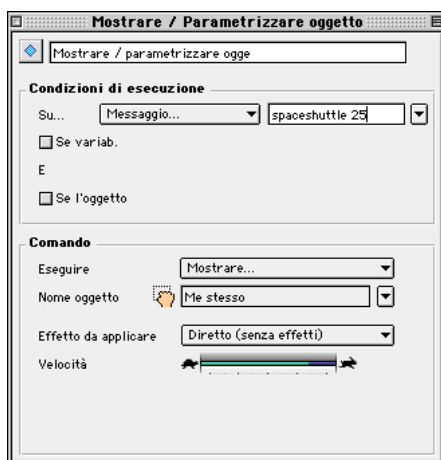 Mostrare / Parametrizzare oggetto
Mostrare / parametrizzare ogge
Condizioni di esecuzione
Su... Messaggio... spaceshuttle 25
Se variab.
E
Se l'oggetto
Comando
Eseguire Mostrare...
Nome oggetto Me stesso
Effetto da applicare Diretto (senza effetti)
Velocità